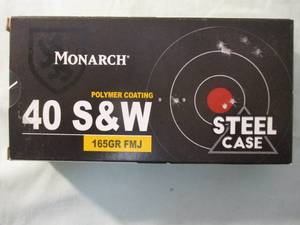 MONARCH®
POLYMER COATING
40 S&W
165GR FMJ
STEEL
CASE